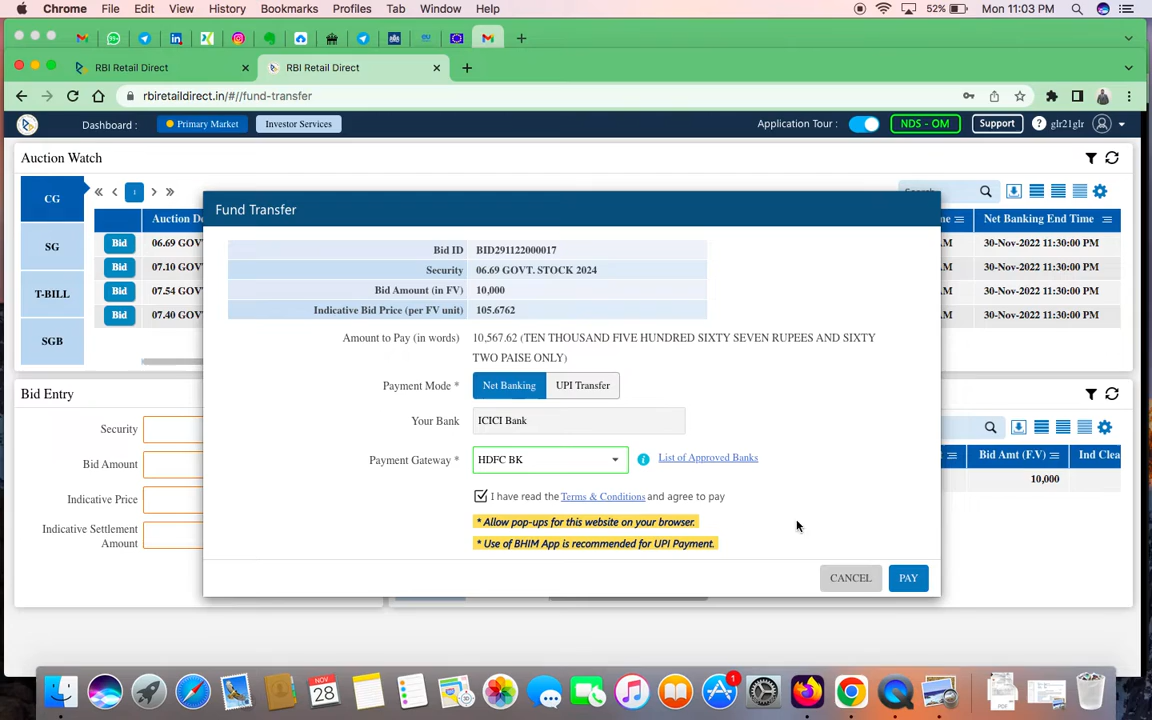 Chrome File Edit View History Bookmarks Profiles Tab Window Help 52% Mon 11:03 PM
RBI Retail Direct RBI Retail Direct
rbiretaildirect.in/#//fund-transfer
Dashboard : Primary Market Investor Services Application Tour : ? NDS - OM Support ? glr21glr
Auction Watch
CG
SG
T-BILL
SGB
1
Net Banking End Time
Bid 06.69 30-Nov-2022 11:30:00 PM
Bid 07.10 30-Nov-2022 11:30:00 PM
Bid 07.54 30-Nov-2022 11:30:00 PM
Bid 07.40 30-Nov-2022 11:30:00 PM
Fund Transfer
Bid ID BID291122000017
Security 06.69 GOVT. STOCK 2024
Bid Amount (in FV) 10,000
Indicative Bid Price (per FV unit) 105.6762
Amount to Pay (in words) 10,567.62 (TEN THOUSAND FIVE HUNDRED SIXTY SEVEN RUPEES AND SIXTY
TWO PAISE ONLY)
Payment Mode * Net Banking UPI Transfer
Your Bank ICICI Bank
Payment Gateway * HDFC BK i List of Approved Banks
I have read the Terms & Conditions and agree to pay
* Allow pop-ups for this website on your browser.
* Use of BHIM App is recommended for UPI Payment.
CANCEL PAY
Bid Entry
Security
Bid Amount
Indicative Price
Indicative Settlement
Amount
Bid Amt (F.V) Ind Clea
10,000
NOV
28
1